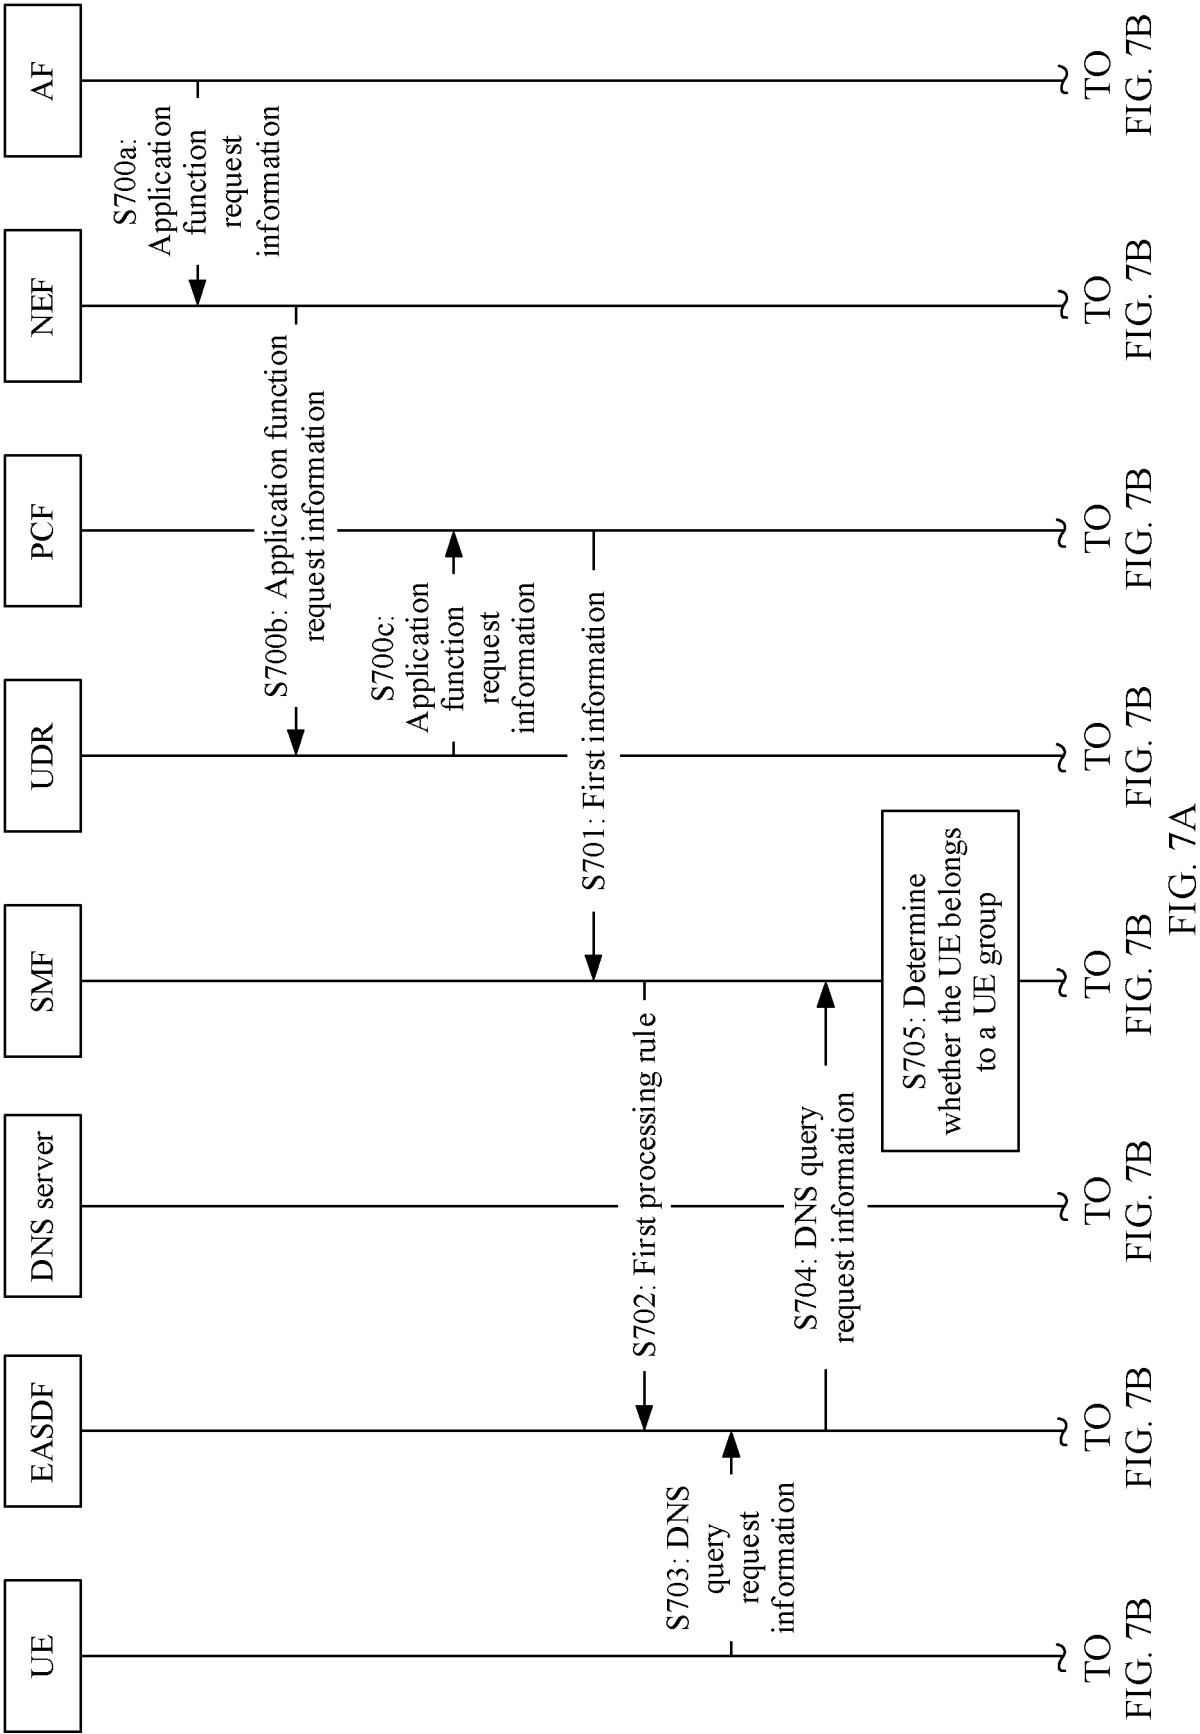 UE
EASDF
DNS server
SMF
UDR
PCF
NEF
AF
S700a:
Application
function
request
information
S700b: Application function
request information
S700c:
Application
function
request
information
S701: First information
S702: First processing rule
S703: DNS
query
request
information
S704: DNS query
request information
S705: Determine
whether the UE belongs
to a UE group
TO
FIG. 7B
TO
FIG. 7B
TO
FIG. 7B
TO
FIG. 7B
TO
FIG. 7B
TO
FIG. 7B
TO
FIG. 7B
TO
FIG. 7B
FIG. 7A